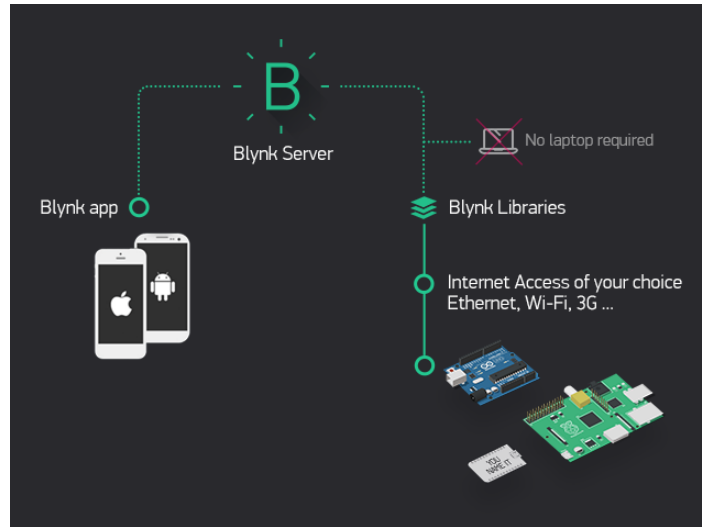 B
Blynk Server
No laptop required
Blynk app
Blynk Libraries
Internet Access of your choice
Ethernet, Wi-Fi, 3G ...
YOU
NAME IT